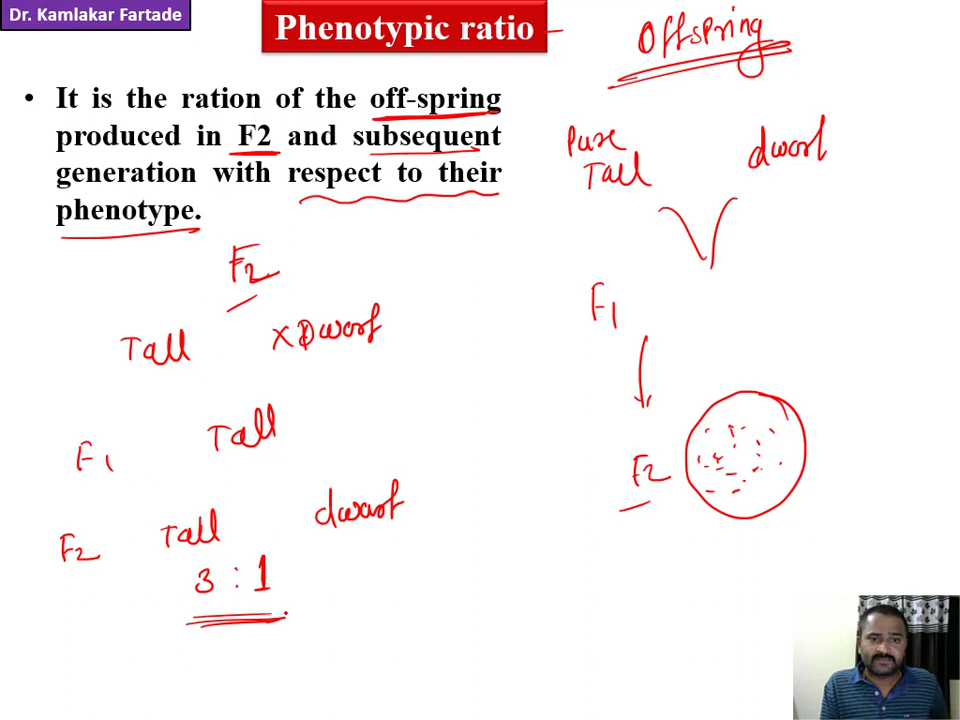 Dr. Kamlakar Fartade
Phenotypic ratio
Offspring
• It is the ration of the off-spring
produced in F2 and subsequent
generation with respect to their
phenotype.
Pure
Tall
dwarf
F2
Tall X Dwarf
F1
F1 Tall
F2
F2 Tall dwarf
3 : 1